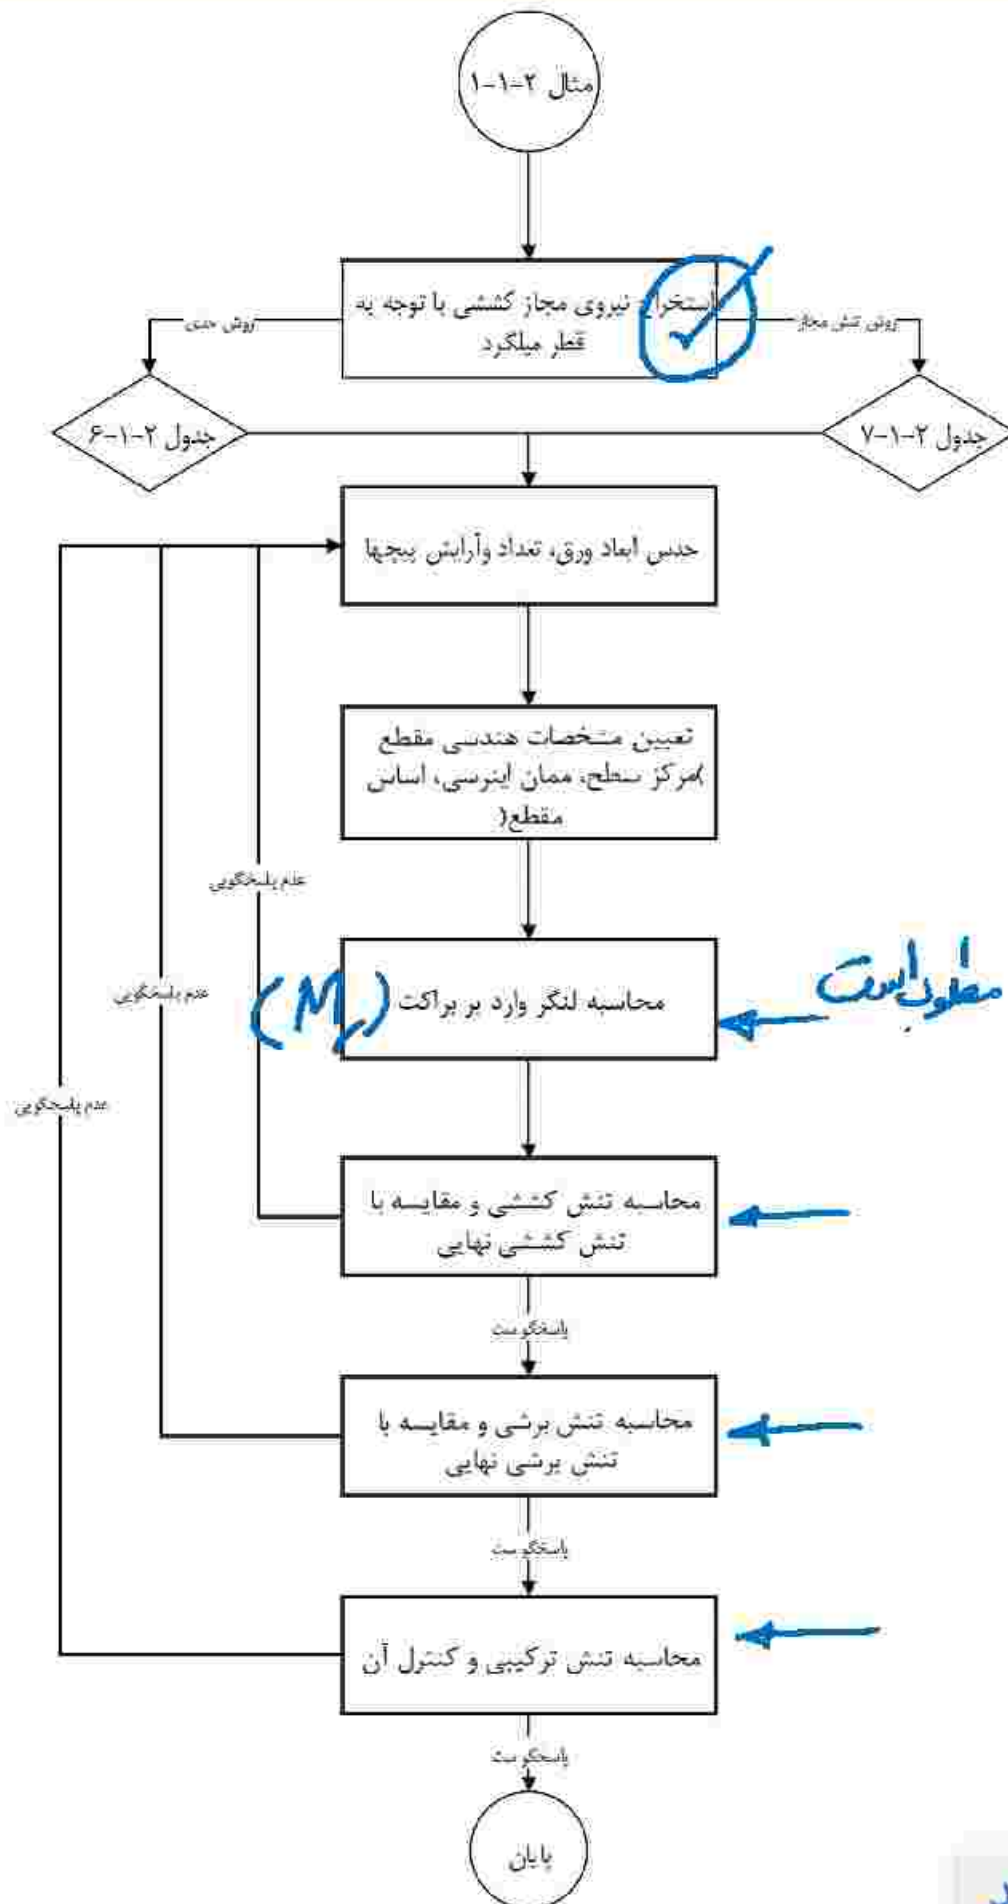 مثال ۲-۱-۱
استخراج نیروی مجاز کششی با توجه به
قطر میلگرد
روش تنش مجاز
روش حدی
جدول ۲-۱-۷
جدول ۲-۱-۶
حدس ابعاد ورق، تعداد وآرایش پیچها
تعیین مشخصات هندسی مقطع
)مرکز سطح، ممان اینرسی، اساس
مقطع(
عدم پاسخگویی
محاسبه لنگر وارد بر براکت
مطلوب است
عدم پاسخگویی
عدم پاسخگویی
محاسبه تنش کششی و مقایسه با
تنش کششی نهایی
پاسخگو ست
محاسبه تنش برشی و مقایسه با
تنش برشی نهایی
پاسخگو ست
محاسبه تنش ترکیبی و کنترل آن
پاسخگو ست
پایان